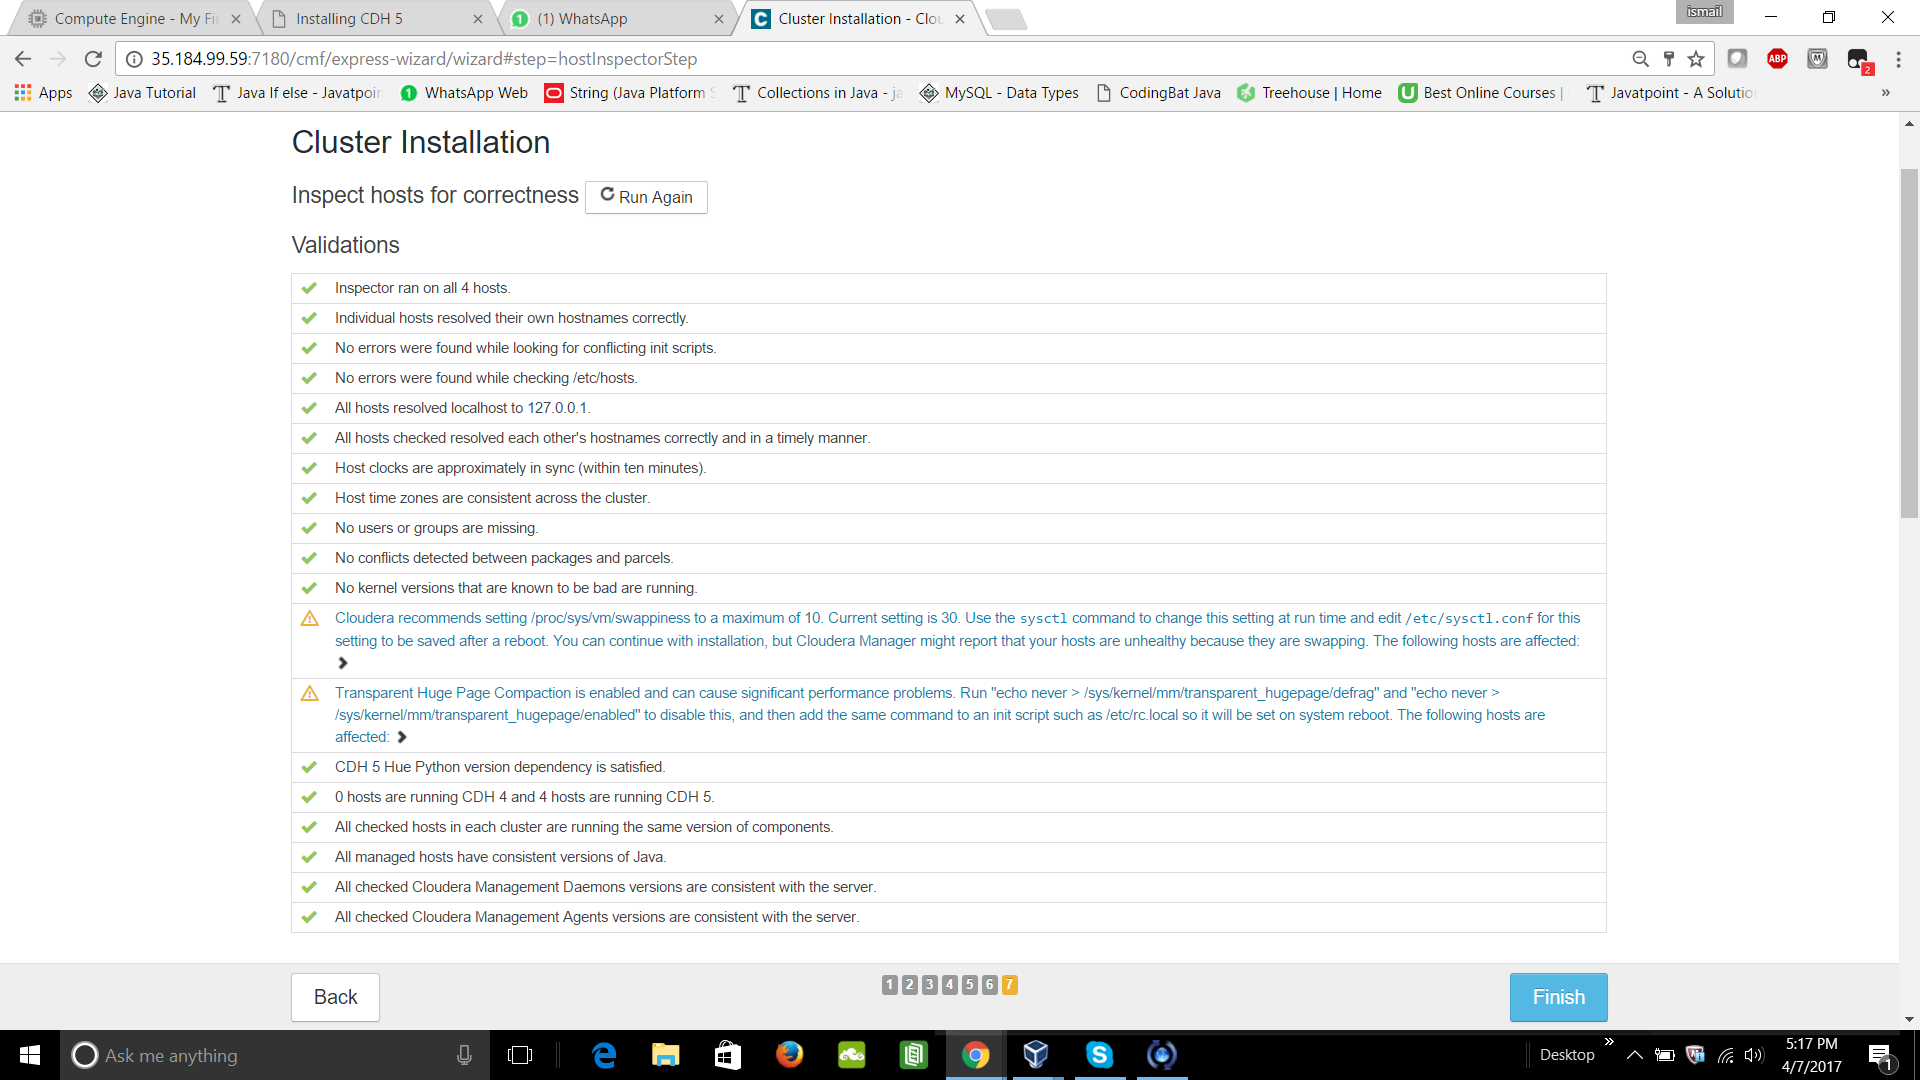 Compute Engine - My Fi
Installing CDH 5
(1) WhatsApp
Cluster Installation - Clou
ismail
35.184.99.59:7180/cmf/express-wizard/wizard#step=hostInspectorStep
ABP
2
Apps
Java Tutorial
Java If else - Javatpoin
WhatsApp Web
String (Java Platform S
Collections in Java - ja
MySQL - Data Types
CodingBat Java
Treehouse | Home
Best Online Courses |
Javatpoint - A Solutio
»
Cluster Installation
Inspect hosts for correctness
Run Again
Validations
Inspector ran on all 4 hosts.
Individual hosts resolved their own hostnames correctly.
No errors were found while looking for conflicting init scripts.
No errors were found while checking /etc/hosts.
All hosts resolved localhost to 127.0.0.1.
All hosts checked resolved each other's hostnames correctly and in a timely manner.
Host clocks are approximately in sync (within ten minutes).
Host time zones are consistent across the cluster.
No users or groups are missing.
No conflicts detected between packages and parcels.
No kernel versions that are known to be bad are running.
Cloudera recommends setting /proc/sys/vm/swappiness to a maximum of 10. Current setting is 30. Use the sysctl command to change this setting at run time and edit /etc/sysctl.conf for this
setting to be saved after a reboot. You can continue with installation, but Cloudera Manager might report that your hosts are unhealthy because they are swapping. The following hosts are affected:
Transparent Huge Page Compaction is enabled and can cause significant performance problems. Run "echo never > /sys/kernel/mm/transparent_hugepage/defrag" and "echo never >
/sys/kernel/mm/transparent_hugepage/enabled" to disable this, and then add the same command to an init script such as /etc/rc.local so it will be set on system reboot. The following hosts are
affected:
CDH 5 Hue Python version dependency is satisfied.
0 hosts are running CDH 4 and 4 hosts are running CDH 5.
All checked hosts in each cluster are running the same version of components.
All managed hosts have consistent versions of Java.
All checked Cloudera Management Daemons versions are consistent with the server.
All checked Cloudera Management Agents versions are consistent with the server.
Back
1 2 3 4 5 6 7
Finish
Ask me anything
Desktop
»
5:17 PM
4/7/2017
1